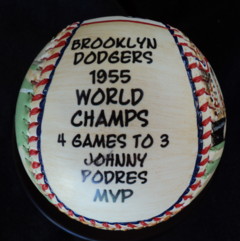 BROOKLYN
DODGERS
1955
WORLD
CHAMPS
4 GAMES TO 3
JOHNNY
PODRES
MVP